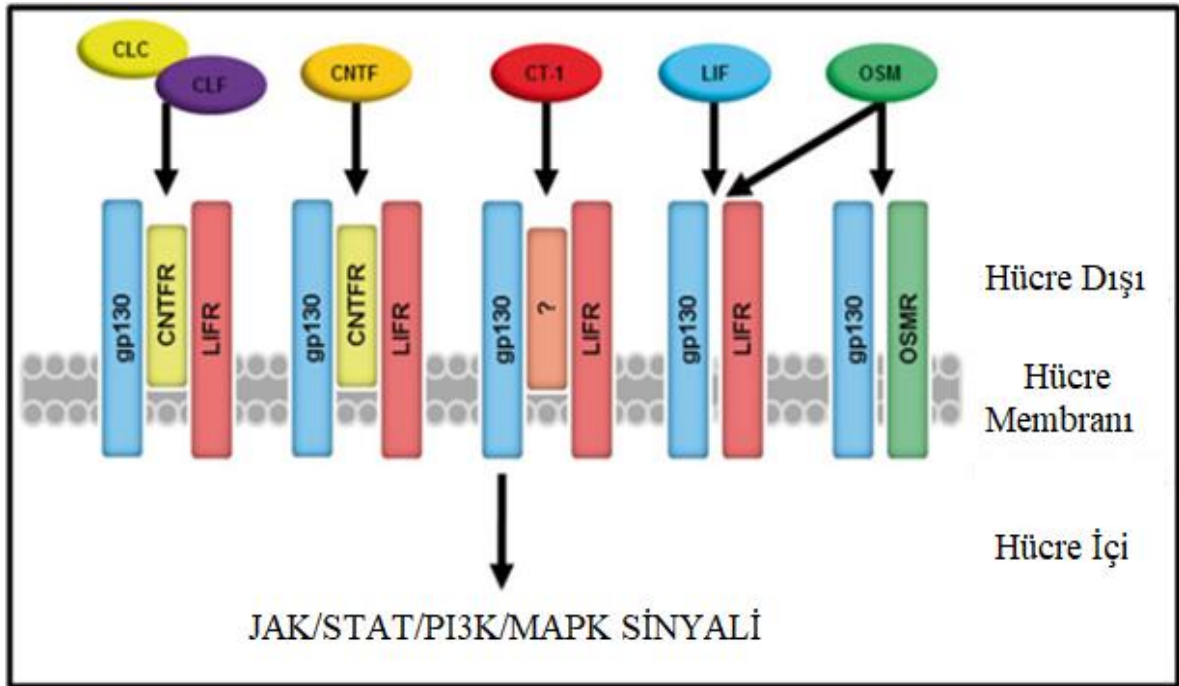 CLC
CLF
CNTF
CT-1
LIF
OSM
gp130
CNTFR
LIFR
gp130
CNTFR
LIFR
gp130
?
LIFR
gp130
LIFR
gp130
OSMR
Hücre Dışı
Hücre
Membranı
Hücre İçi
JAK/STAT/PI3K/MAPK SİNYALİ